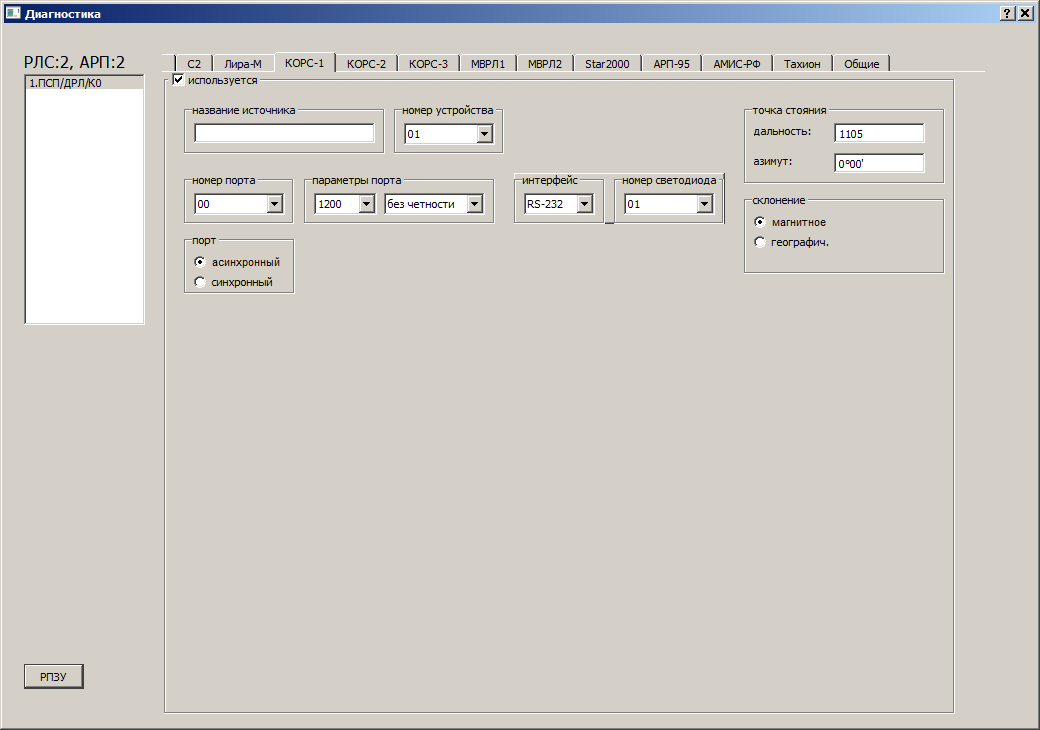 Диагностика
РЛС:2, АРП:2
С2 Лира-М КОРС-1 КОРС-2 КОРС-3 МВРЛ1 МВРЛ2 Star2000 АРП-95 АМИС-РФ Тахион Общие
1.ПСП/ДРЛ/К0
используется
название источника
номер устройства
01
точка стояния
дальность: 1105
азимут: 0°00'
номер порта
00
параметры порта
1200 без четности
интерфейс
RS-232
номер светодиода
01
склонение
магнитное
географич.
порт
асинхронный
синхронный
РПЗУ